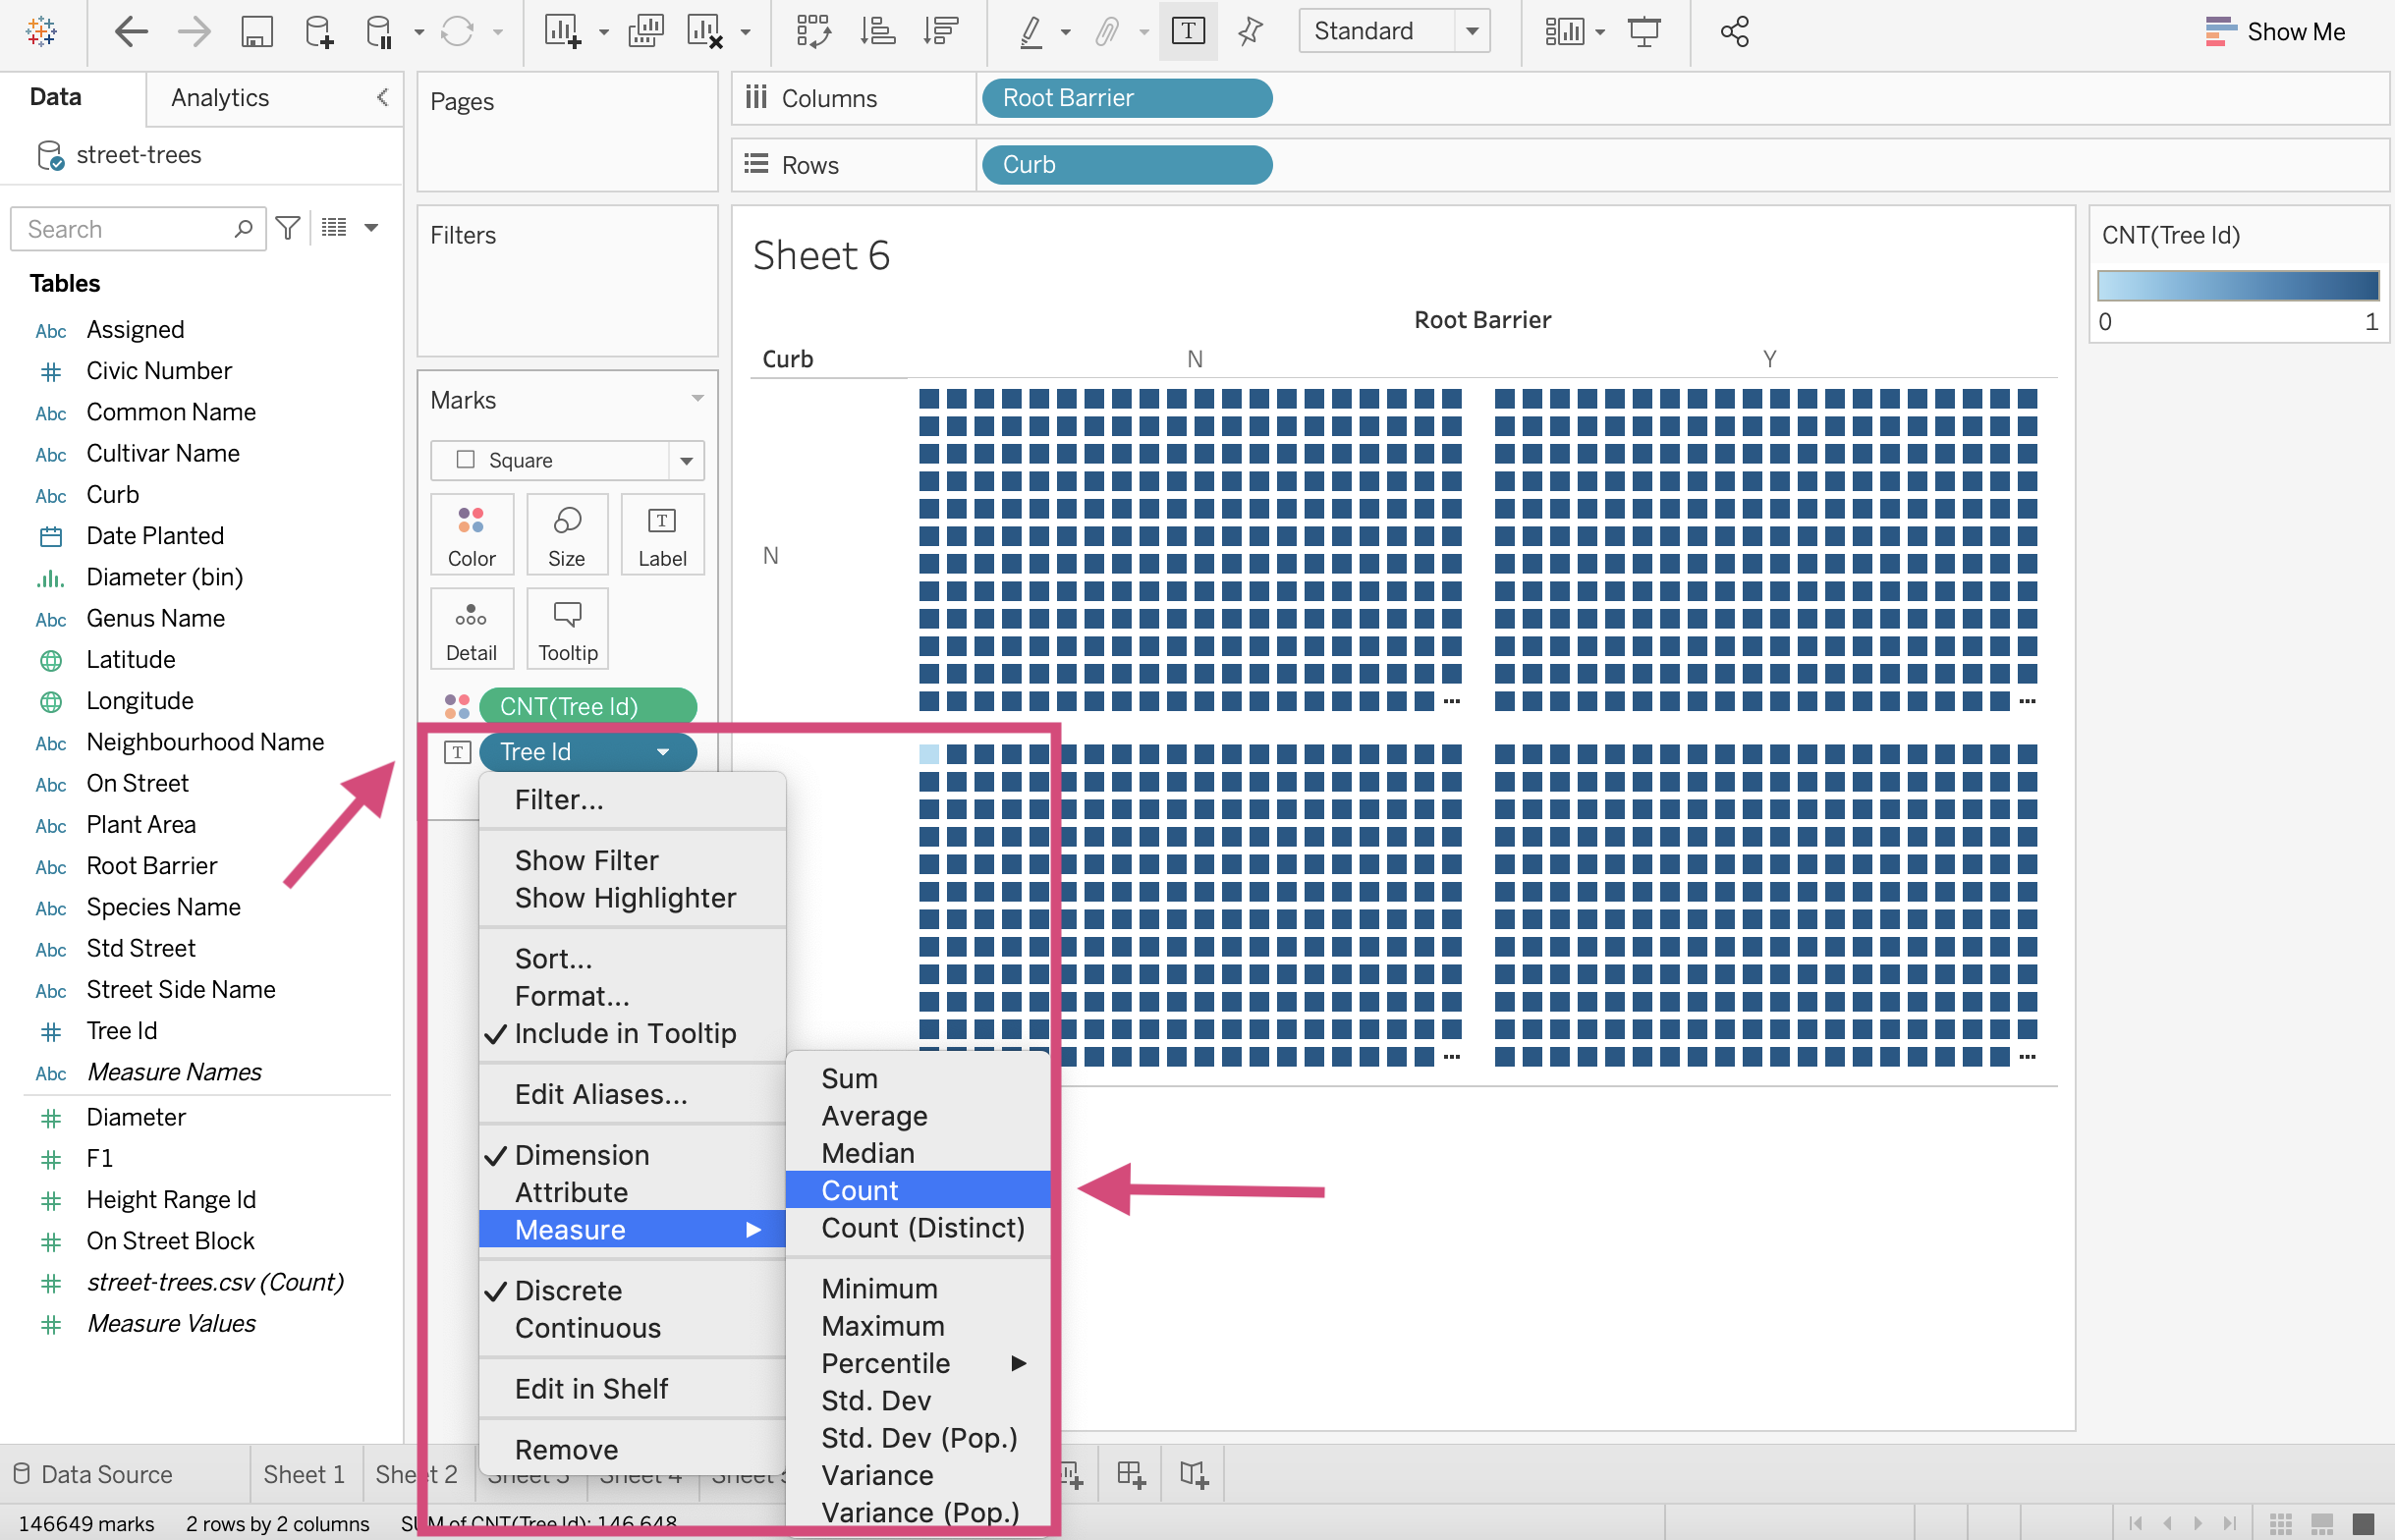 Standard
Show Me
Data
Analytics
street-trees
Search
Tables
Abc Assigned
Civic Number
Abc Common Name
Abc Cultivar Name
Abc Curb
Date Planted
Diameter (bin)
Abc Genus Name
Latitude
Longitude
Abc Neighbourhood Name
Abc On Street
Abc Plant Area
Abc Root Barrier
Abc Species Name
Abc Std Street
Abc Street Side Name
Tree Id
Abc Measure Names
Diameter
F1
Height Range Id
On Street Block
street-trees.csv (Count)
Measure Values
Pages
Filters
Marks
Square
Color
Size
Label
Detail
Tooltip
CNT(Tree Id)
Tree Id
Filter...
Show Filter
Show Highlighter
Sort...
Format...
Include in Tooltip
Edit Aliases...
Dimension
Attribute
Measure
Discrete
Continuous
Edit in Shelf
Remove
Sum
Average
Median
Count
Count (Distinct)
Minimum
Maximum
Percentile
Std. Dev
Std. Dev (Pop.)
Variance
Variance (Pop.)
Columns
Root Barrier
Rows
Curb
Sheet 6
Root Barrier
Curb
N
Y
N
CNT(Tree Id)
0
1
Data Source
Sheet 1
Sheet 2
Sheet 3
Sheet 4
Sheet
146649 marks
2 rows by 2 columns
SUM of CNT(Tree Id): 146,648